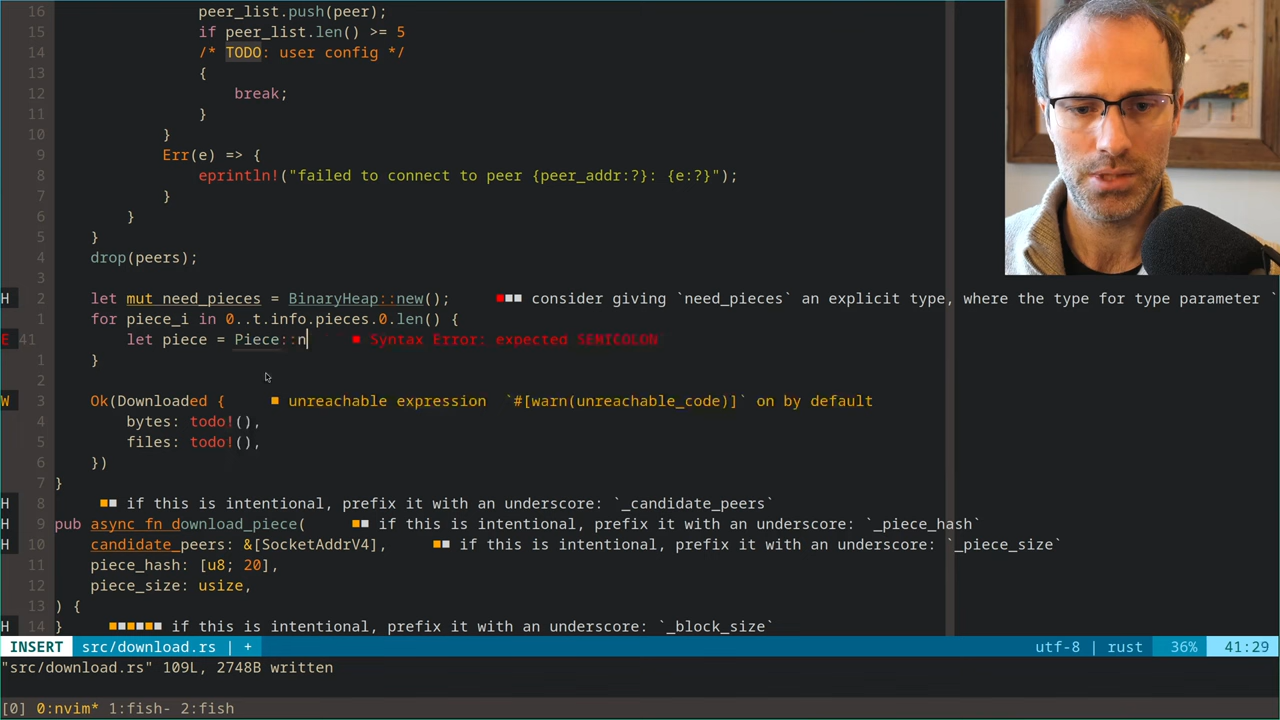 16 peer_list.push(peer);
15 if peer_list.len() >= 5
14 /* TODO: user config */
13 {
12 break;
11 }
10 }
9 Err(e) => {
8 eprintln!("failed to connect to peer {peer_addr:?}: {e:?}");
7 }
6 }
5 }
4 drop(peers);
3
H 2 let mut need_pieces = BinaryHeap::new(); ■■■ consider giving `need_pieces` an explicit type, where the type for type parameter `
1 for piece_i in 0..t.info.pieces.0.len() {
E 41 let piece = Piece::n ■ Syntax Error: expected SEMICOLON
1 }
2
W 3 Ok(Downloaded { ■ unreachable expression `#[warn(unreachable_code)]` on by default
4 bytes: todo!(),
5 files: todo!(),
6 })
7 }
H 8 ■■ if this is intentional, prefix it with an underscore: `_candidate_peers`
H 9 pub async fn download_piece( ■■ if this is intentional, prefix it with an underscore: `_piece_hash`
H 10 candidate_peers: &[SocketAddrV4], ■■ if this is intentional, prefix it with an underscore: `_piece_size`
11 piece_hash: [u8; 20],
12 piece_size: usize,
13 ) {
H 14 } ■■■■■■ if this is intentional, prefix it with an underscore: `_block_size`
INSERT src/download.rs | + utf-8 | rust 36% 41:29
"src/download.rs" 109L, 2748B written
[0] 0:nvim* 1:fish- 2:fish